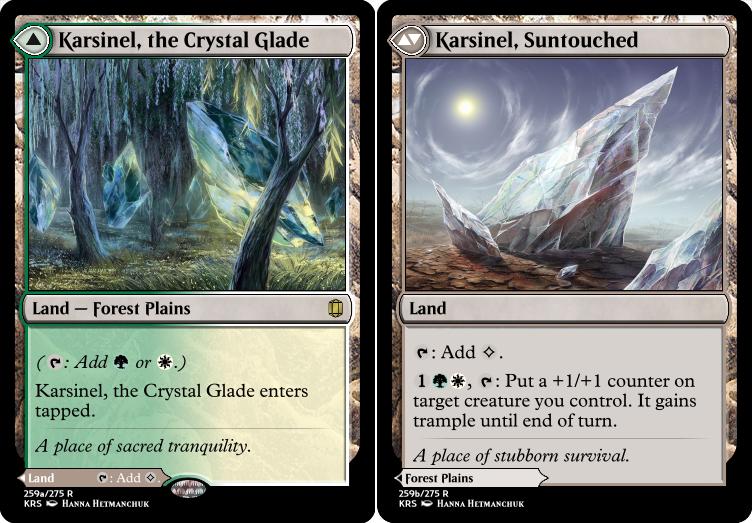 Karsinel, the Crystal Glade
Land — Forest Plains
( : Add or .)
Karsinel, the Crystal Glade enters
tapped.
A place of sacred tranquility.
Land : Add .
259a/275 R
KRS Hanna Hetmanchuk
Karsinel, Suntouched
Land
: Add .
1 , : Put a +1/+1 counter on
target creature you control. It gains
trample until end of turn.
A place of stubborn survival.
Forest Plains
259b/275 R
KRS Hanna Hetmanchuk